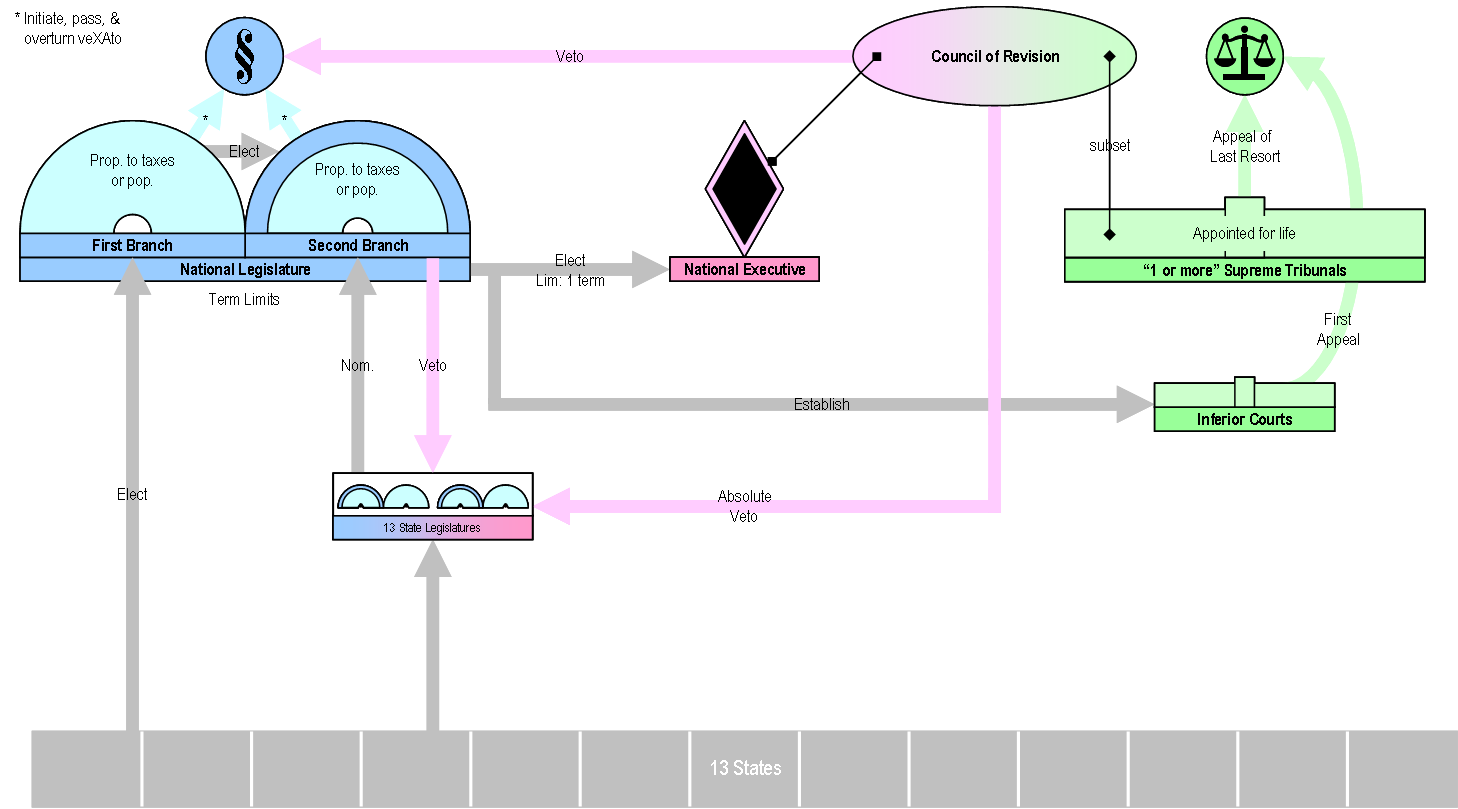 * Initiate, pass, &
overturn veXAto
§
Veto
Council of Revision
*
*
Elect
Prop. to taxes
or pop.
Prop. to taxes
or pop.
subset
Appeal of
Last Resort
Appointed for life
First Branch
Second Branch
National Legislature
Term Limits
Elect
Lim: 1 term
National Executive
“1 or more” Supreme Tribunals
First
Appeal
Nom.
Veto
Establish
Inferior Courts
Elect
Absolute
Veto
13 State Legislatures
13 States